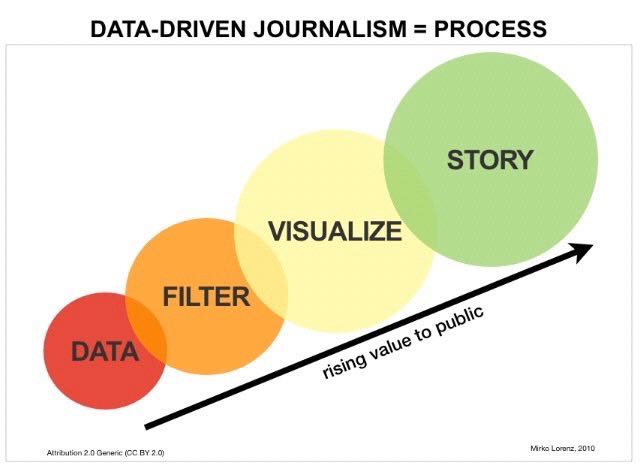 DATA-DRIVEN JOURNALISM = PROCESS
STORY
VISUALIZE
FILTER
DATA
rising value to public
Attribution 2.0 Generic (CC BY 2.0)
Mirko Lorenz, 2010